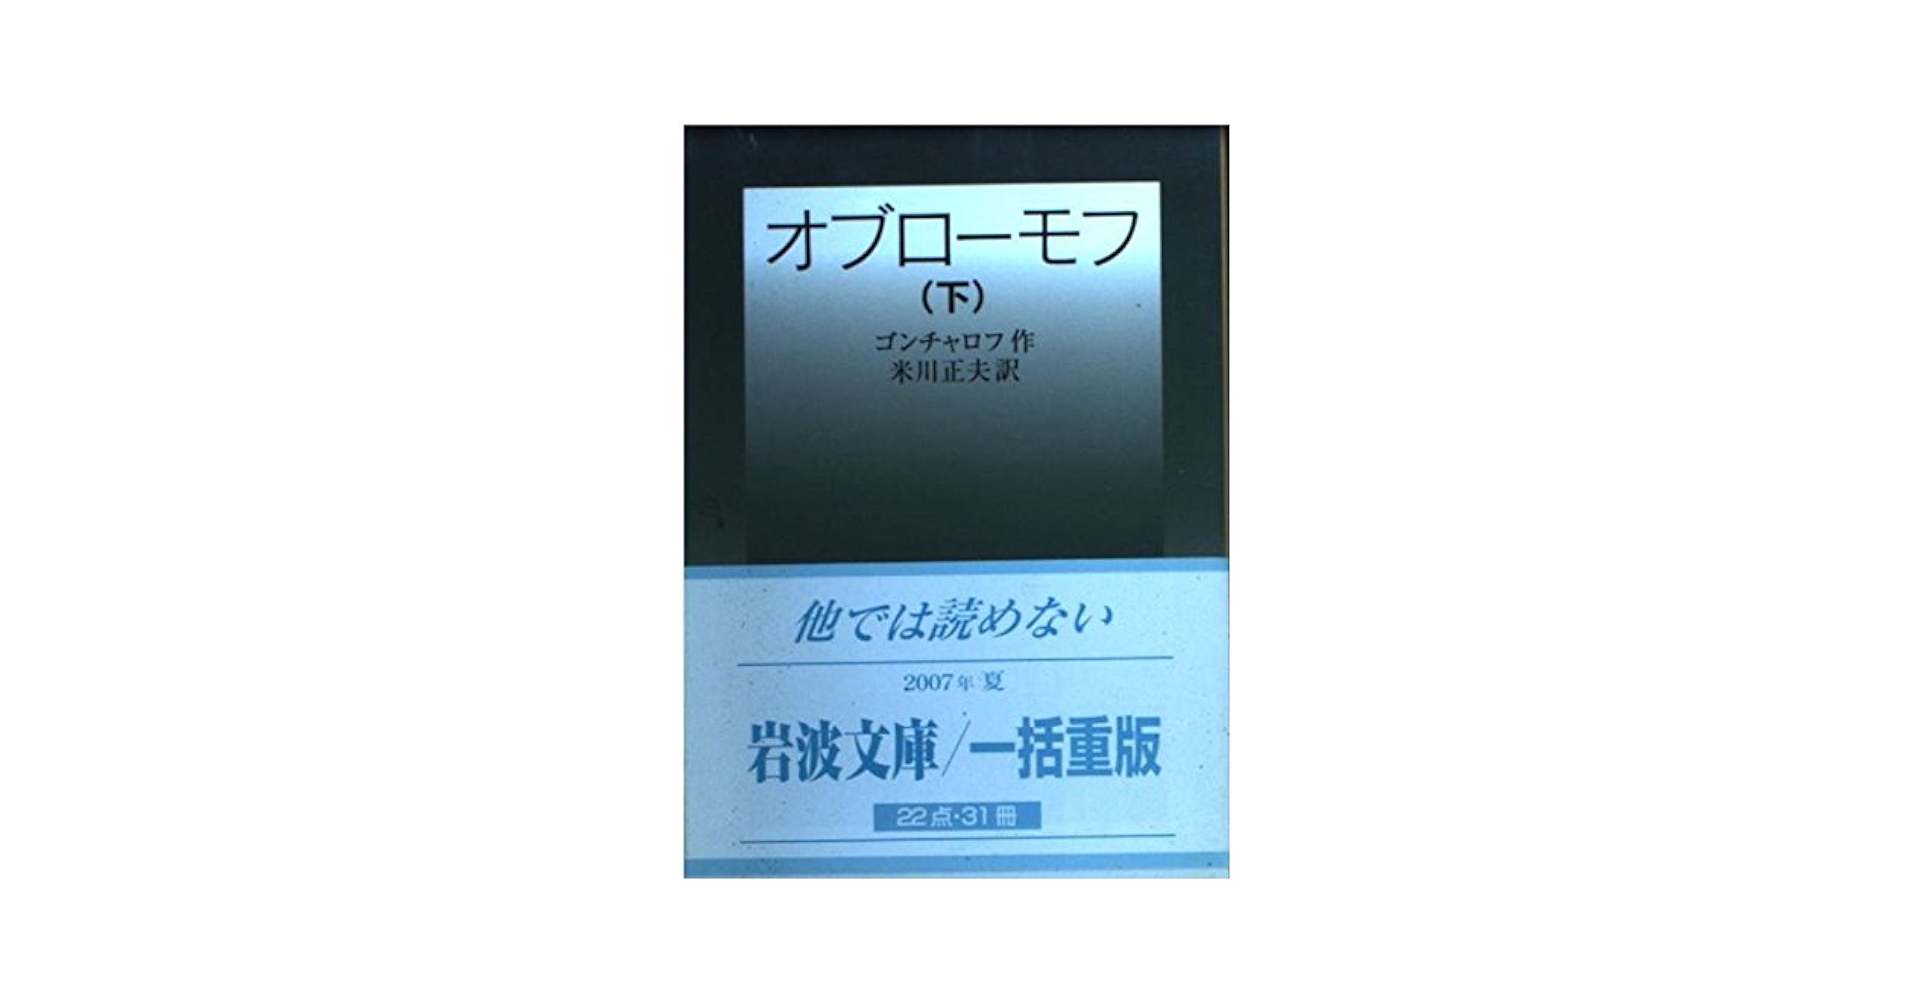 オブローモフ
（下）
ゴンチャロフ 作
米川正夫 訳
他では読めない
2007年 夏
岩波文庫/一括重版
22点・31冊